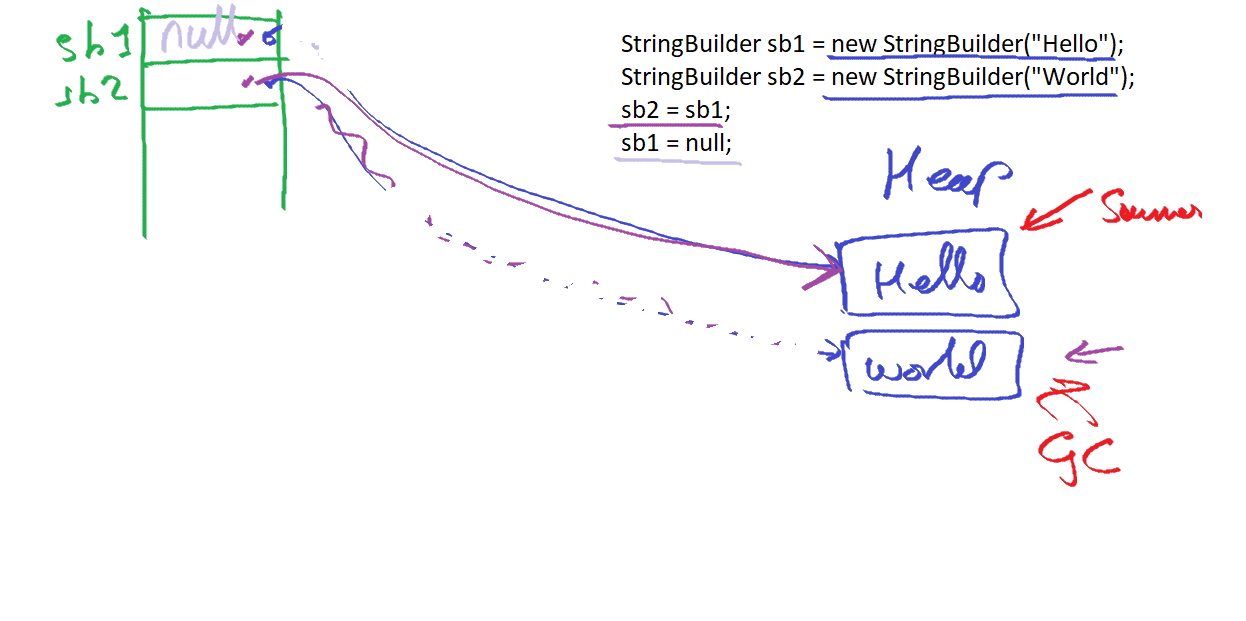 sb1 null
StringBuilder sb1 = new StringBuilder("Hello");
sb2
StringBuilder sb2 = new StringBuilder("World");
sb2 = sb1;
sb1 = null;
Heap
Hello
World
GC